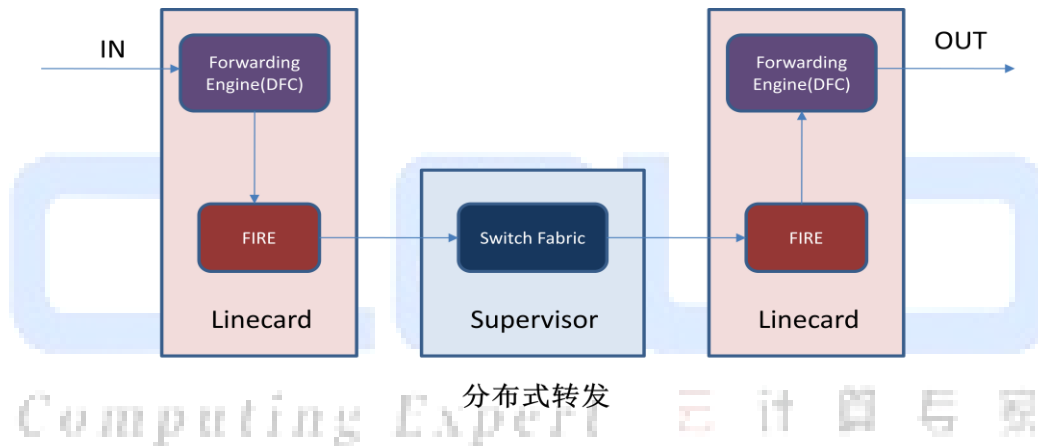 IN
Forwarding
Engine(DFC)
FIRE
Linecard
Switch Fabric
Supervisor
OUT
Forwarding
Engine(DFC)
FIRE
Linecard
分布式转发
Computing Expert